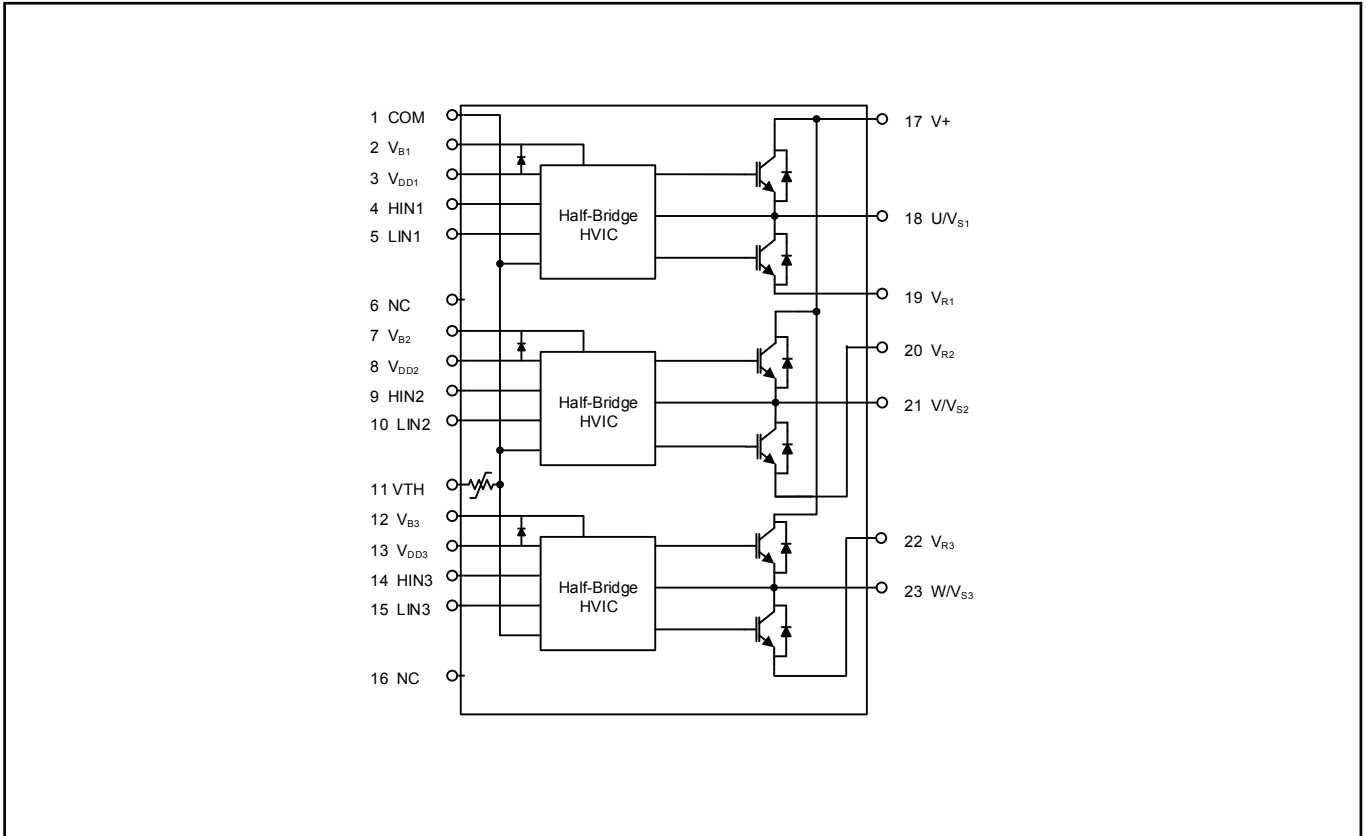 1 COM
2 VB1
3 VDD1
4 HIN1
5 LIN1
6 NC
7 VB2
8 VDD2
9 HIN2
10 LIN2
11 VTH
12 VB3
13 VDD3
14 HIN3
15 LIN3
16 NC
Half-Bridge
HVIC
Half-Bridge
HVIC
Half-Bridge
HVIC
17 V+
18 U/VS1
19 VR1
20 VR2
21 V/VS2
22 VR3
23 W/VS3